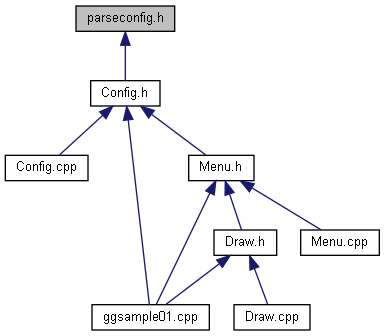 parseconfig.h
Config.h
Config.cpp
Menu.h
Draw.h
Menu.cpp
ggsample01.cpp
Draw.cpp